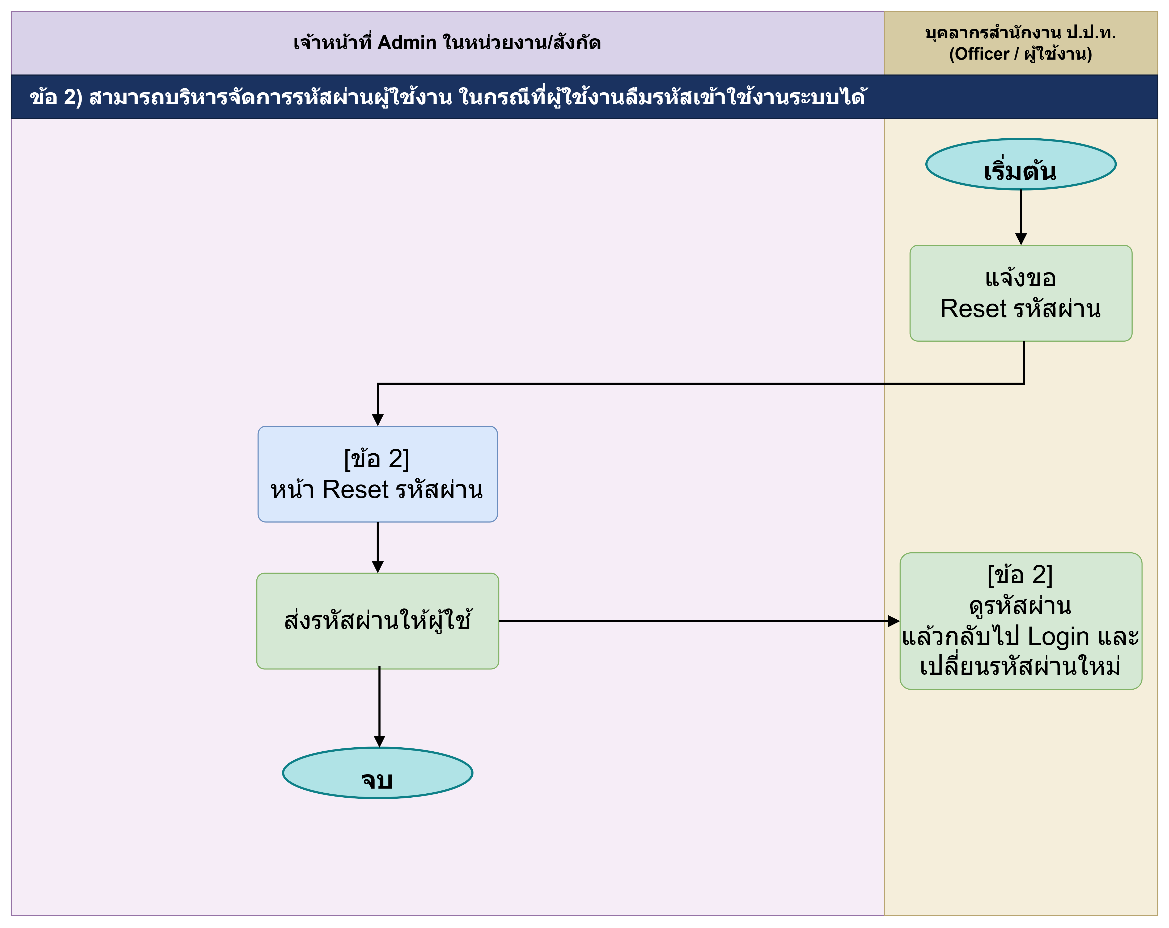 เจ้าหน้าที่ Admin ในหน่วยงาน/สังกัด
บุคลากรสำนักงาน ป.ป.ท.
(Officer / ผู้ใช้งาน)
ข้อ 2) สามารถบริหารจัดการรหัสผ่านผู้ใช้งาน ในกรณีที่ผู้ใช้งานลืมรหัสเข้าใช้งานระบบได้
เริ่มต้น
แจ้งขอ
Reset รหัสผ่าน
[ข้อ 2]
หน้า Reset รหัสผ่าน
ส่งรหัสผ่านให้ผู้ใช้
[ข้อ 2]
ดูรหัสผ่าน
แล้วกลับไป Login และ
เปลี่ยนรหัสผ่านใหม่
จบ